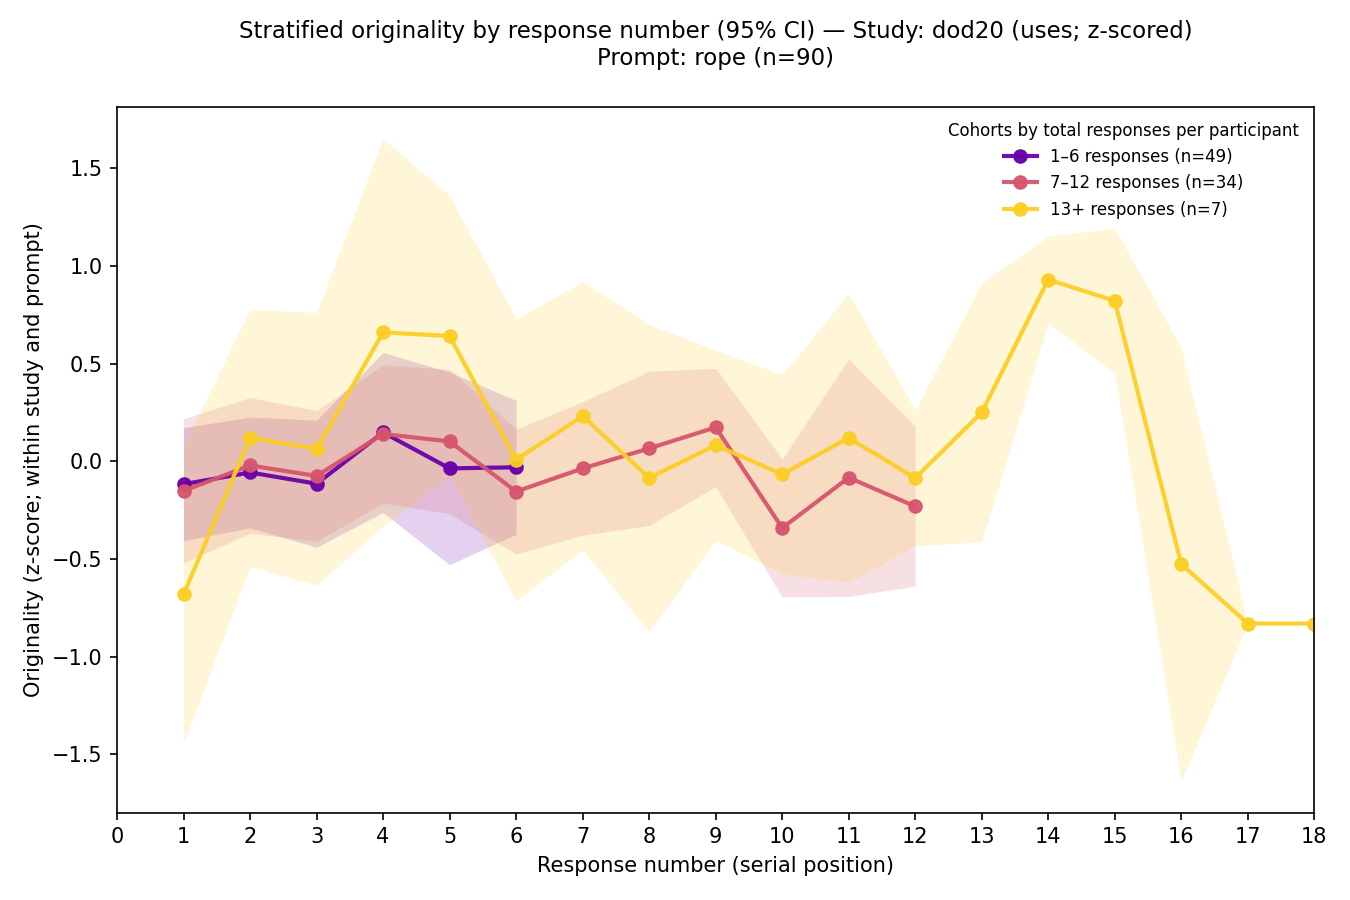 Stratified originality by response number (95% CI) — Study: dod20 (uses; z-scored)
Prompt: rope (n=90)
Cohorts by total responses per participant
1–6 responses (n=49)
7–12 responses (n=34)
13+ responses (n=7)
Originality (z-score; within study and prompt)
1.5
1.0
0.5
0.0
−0.5
−1.0
−1.5
0 1 2 3 4 5 6 7 8 9 10 11 12 13 14 15 16 17 18
Response number (serial position)